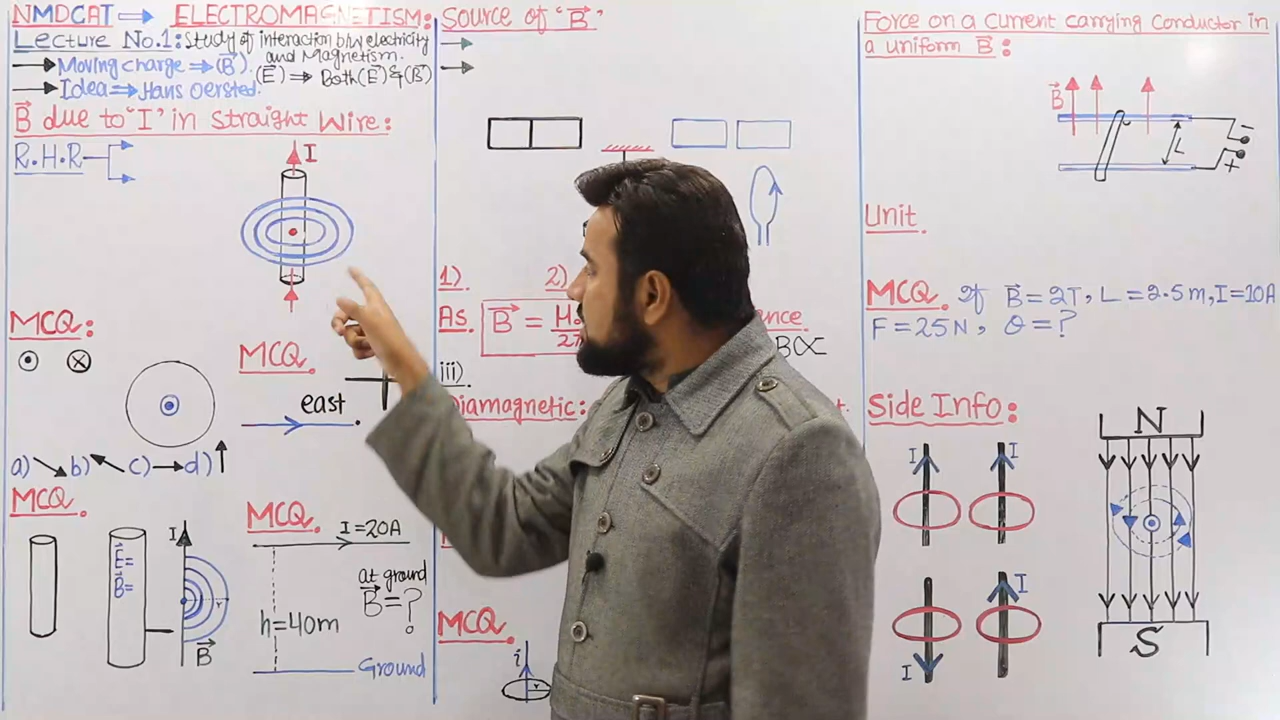 NMDCAT ⟹ ELECTROMAGNETISM:
Lecture No.1: Study of interaction b/w electricity
and Magnetism.
→ Moving charge ⟹ (B⃗). (E⃗) ⟹ Both (E⃗) & (B⃗)
→ Idea ⟹ Hans Oersted.
B⃗ due to "I" in Straight Wire:
R.H.R
I
MCQ:
MCQ.
east
a) ↘ b) ↖ c) → d) ↑
MCQ.
E⃗=
B⃗=
I
r
B⃗
MCQ.
I=20A
at ground
B⃗=?
h=40m
Ground
Source of "B⃗"
1)
2)
As.
B⃗ =
iii).
B∝
Diamagnetic:
MCQ.
i
r
Force on a current carrying conductor in
a uniform B⃗:
B⃗
L
-
+
Unit
MCQ. If B⃗=2T, L=2.5m, I=10A
F=25N, θ=?
Side Info:
I
I
I
I
N
S